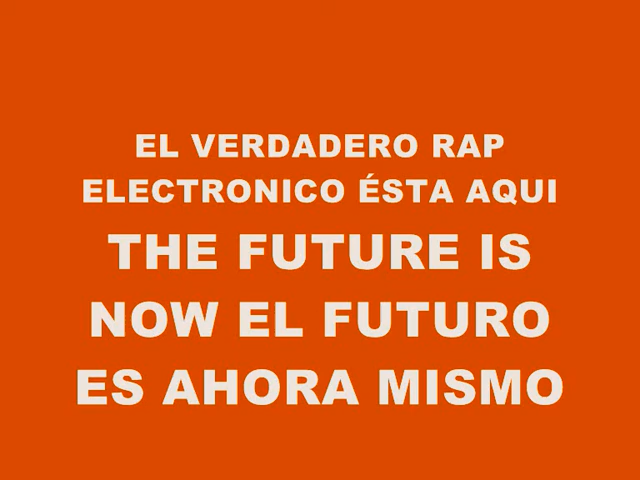 EL VERDADERO RAP
ELECTRONICO ÉSTA AQUI
THE FUTURE IS
NOW EL FUTURO
ES AHORA MISMO